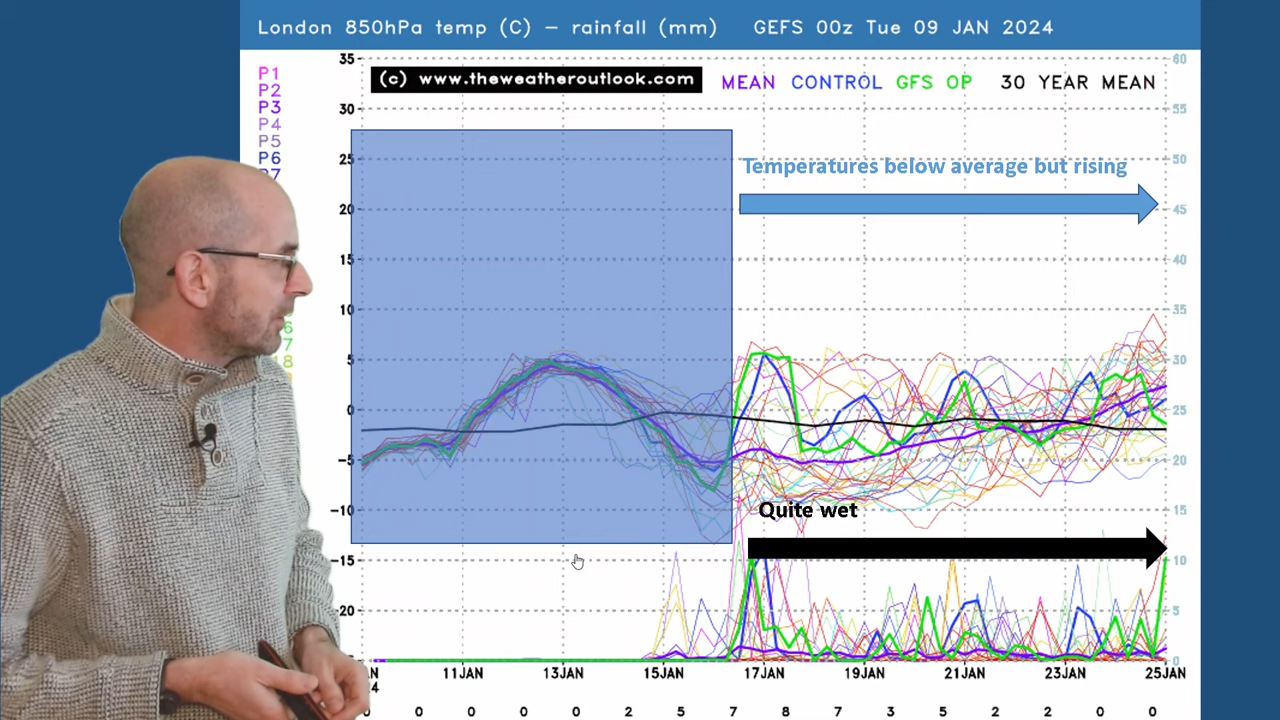 London 850hPa temp (C) – rainfall (mm) GEFS 00z Tue 09 JAN 2024
35 60
(c) www.theweatheroutlook.com MEAN CONTROL GFS OP 30 YEAR MEAN
P1
P2
P3
P4
P5
P6
P7
30 55
25 50
Temperatures below average but rising
20 45
15 40
10 35
5 30
0 25
-5 20
-10 15
Quite wet
-15 10
-20 5
0
11JAN 13JAN 15JAN 17JAN 19JAN 21JAN 23JAN 25JAN
0 0 0 0 2 5 7 8 7 3 5 2 2 0 0